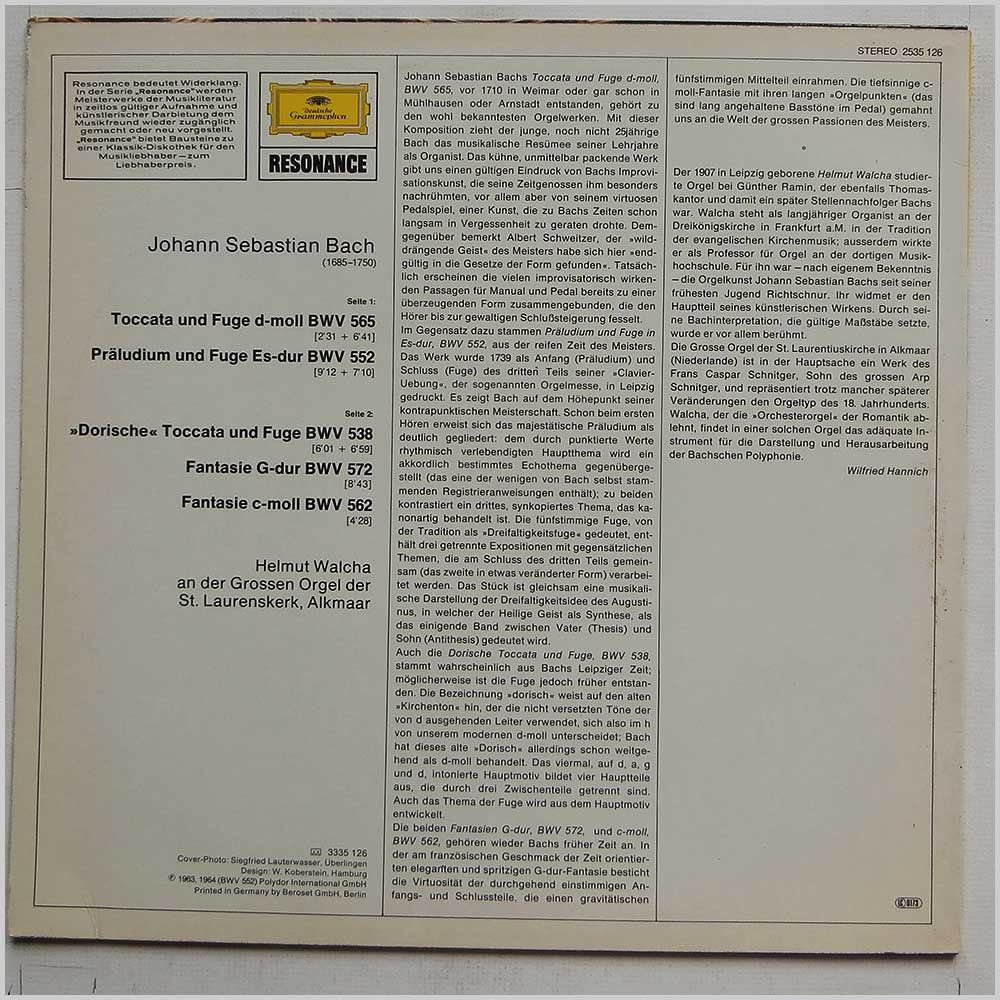 STEREO 2535 126
Resonance bedeutet Widerklang.
In der Serie „Resonance" werden
Meisterwerke der Musikliteratur
in zeitlos gültiger Aufnahme und
künstlerischer Darbietung dem
Musikfreund wieder zugänglich
gemacht oder neu vorgestellt.
„Resonance" bietet Bausteine zu
einer Klassik-Diskothek für den
Musikliebhaber — zum
Liebhaberpreis.
Deutsche
Grammophon
RESONANCE
Johann Sebastian Bach
(1685–1750)
Seite 1:
Toccata und Fuge d-moll BWV 565
[2'31 + 6'41]
Präludium und Fuge Es-dur BWV 552
[9'12 + 7'10]
Seite 2:
»Dorische« Toccata und Fuge BWV 538
[6'01 + 6'59]
Fantasie G-dur BWV 572
[8'43]
Fantasie c-moll BWV 562
[4'28]
Helmut Walcha
an der Grossen Orgel der
St. Laurenskerk, Alkmaar
3335 126
Cover-Photo: Siegfried Lauterwasser, Überlingen
Design: W. Koberstein, Hamburg
℗ 1963, 1964 (BWV 552) Polydor International GmbH
Printed in Germany by Beroset GmbH, Berlin
Johann Sebastian Bachs Toccata und Fuge d-moll,
BWV 565, vor 1710 in Weimar oder gar schon in
Mühlhausen oder Arnstadt entstanden, gehört zu
den wohl bekanntesten Orgelwerken. Mit dieser
Komposition zieht der junge, noch nicht 25jährige
Bach das musikalische Resümee seiner Lehrjahre
als Organist. Das kühne, unmittelbar packende Werk
gibt uns einen gültigen Eindruck von Bachs Improvi-
sationskunst, die seine Zeitgenossen ihm besonders
nachrühmten, vor allem aber von seinem virtuosen
Pedalspiel, einer Kunst, die zu Bachs Zeiten schon
langsam in Vergessenheit zu geraten drohte. Dem-
gegenüber bemerkt Albert Schweitzer, der »wild-
drängende Geist« des Meisters habe sich hier »end-
gültig in die Gesetze der Form gefunden«. Tatsäch-
lich erscheinen die vielen improvisatorisch wirken-
den Passagen für Manual und Pedal bereits zu einer
überzeugenden Form zusammengebunden, die den
Hörer bis zur gewaltigen Schlußsteigerung fesselt.
Im Gegensatz dazu stammen Präludium und Fuge in
Es-dur, BWV 552, aus der reifen Zeit des Meisters.
Das Werk wurde 1739 als Anfang (Präludium) und
Schluss (Fuge) des dritten Teils seiner »Clavier-
Uebung«, der sogenannten Orgelmesse, in Leipzig
gedruckt. Es zeigt Bach auf dem Höhepunkt seiner
kontrapunktischen Meisterschaft. Schon beim ersten
Hören erweist sich das majestätische Präludium als
deutlich gegliedert: dem durch punktierte Werte
rhythmisch verlebendigten Hauptthema wird ein
akkordlich bestimmtes Echothema gegenüberge-
stellt (das eine der wenigen von Bach selbst stam-
menden Registrieranweisungen enthält); zu beiden
kontrastiert ein drittes, synkopiertes Thema, das ka-
nonartig behandelt ist. Die fünfstimmige Fuge, von
der Tradition als »Dreifaltigkeitsfuge« gedeutet, ent-
hält drei getrennte Expositionen mit gegensätzlichen
Themen, die am Schluss des dritten Teils gemein-
sam (das zweite in etwas veränderter Form) verarbei-
tet werden. Das Stück ist gleichsam eine musikali-
sche Darstellung der Dreifaltigkeitsidee des Augusti-
nus, in welcher der Heilige Geist als Synthese, als
das einigende Band zwischen Vater (Thesis) und
Sohn (Antithesis) gedeutet wird.
Auch die Dorische Toccata und Fuge, BWV 538,
stammt wahrscheinlich aus Bachs Leipziger Zeit;
möglicherweise ist die Fuge jedoch früher entstan-
den. Die Bezeichnung »dorisch« weist auf den alten
»Kirchenton« hin, der die nicht versetzten Töne der
von d ausgehenden Leiter verwendet, sich also im h
von unserem modernen d-moll unterscheidet; Bach
hat dieses alte »Dorisch« allerdings schon weitge-
hend als d-moll behandelt. Das viermal, auf d, a, g
und d, intonierte Hauptmotiv bildet vier Hauptteile
aus, die durch drei Zwischenteile getrennt sind.
Auch das Thema der Fuge wird aus dem Hauptmotiv
entwickelt.
Die beiden Fantasien G-dur, BWV 572, und c-moll,
BWV 562, gehören wieder Bachs früher Zeit an. In
der am französischen Geschmack der Zeit orientier-
ten eleganten und spritzigen G-dur-Fantasie besticht
die Virtuosität der durchgehend einstimmigen An-
fangs- und Schlussteile, die einen gravitätischen
fünfstimmigen Mittelteil einrahmen. Die tiefsinnige c-
moll-Fantasie mit ihren langen »Orgelpunkten« (das
sind lang angehaltene Basstöne im Pedal) gemahnt
uns an die Welt der grossen Passionen des Meisters.
Der 1907 in Leipzig geborene Helmut Walcha studier-
te Orgel bei Günther Ramin, der ebenfalls Thomas-
kantor und damit ein später Stellennachfolger Bachs
war. Walcha steht als langjähriger Organist an der
Dreikönigskirche in Frankfurt a.M. in der Tradition
der evangelischen Kirchenmusik; ausserdem wirkte
er als Professor für Orgel an der dortigen Musik-
hochschule. Für ihn war – nach eigenem Bekenntnis
– die Orgelkunst Johann Sebastian Bachs seit seiner
frühesten Jugend Richtschnur. Ihr widmet er den
Hauptteil seines künstlerischen Wirkens. Durch sei-
ne Bachinterpretation, die gültige Maßstäbe setzte,
wurde er vor allem berühmt.
Die Grosse Orgel der St. Laurentiuskirche in Alkmaar
(Niederlande) ist in der Hauptsache ein Werk des
Frans Caspar Schnitger, Sohn des grossen Arp
Schnitger, und repräsentiert trotz mancher späterer
Veränderungen den Orgeltyp des 18. Jahrhunderts.
Walcha, der die »Orchesterorgel« der Romantik ab-
lehnt, findet in einer solchen Orgel das adäquate In-
strument für die Darstellung und Herausarbeitung
der Bachschen Polyphonie.
Wilfried Hannich
LC 0173